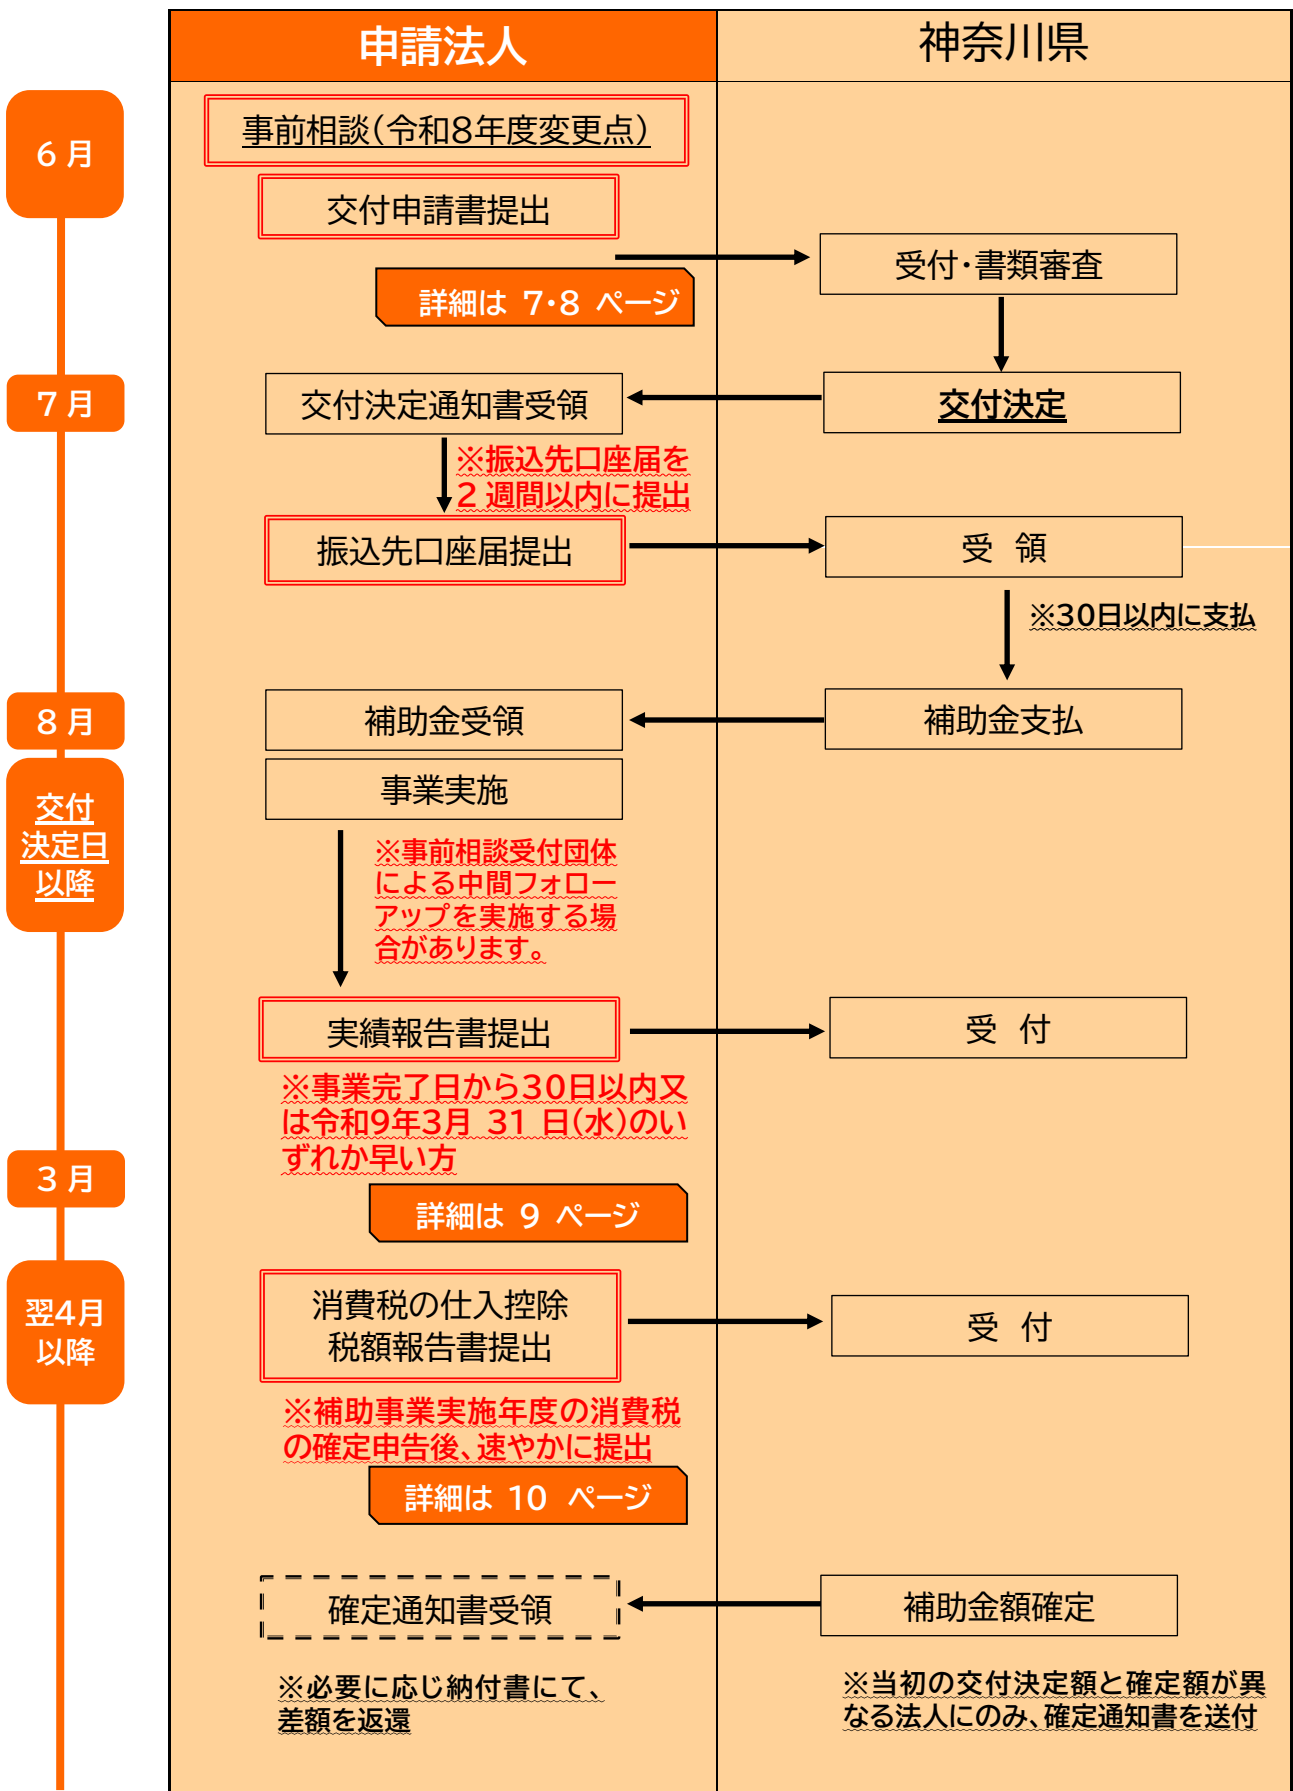 申請法人
神奈川県
6 月
事前相談（令和8年度変更点）
交付申請書提出
受付・書類審査
詳細は 7・8 ページ
7 月
交付決定通知書受領
交付決定
※振込先口座届を
2 週間以内に提出
振込先口座届提出
受 領
※30日以内に支払
8 月
補助金受領
補助金支払
交付
決定日
以降
事業実施
※事前相談受付団体
による中間フォロー
アップを実施する場
合があります。
実績報告書提出
受 付
※事業完了日から30日以内又
は令和9年3月 31 日(水)のい
ずれか早い方
3 月
詳細は 9 ページ
翌4月
以降
消費税の仕入控除
税額報告書提出
受 付
※補助事業実施年度の消費税
の確定申告後、速やかに提出
詳細は 10 ページ
確定通知書受領
補助金額確定
※必要に応じ納付書にて、
差額を返還
※当初の交付決定額と確定額が異
なる法人にのみ、確定通知書を送付